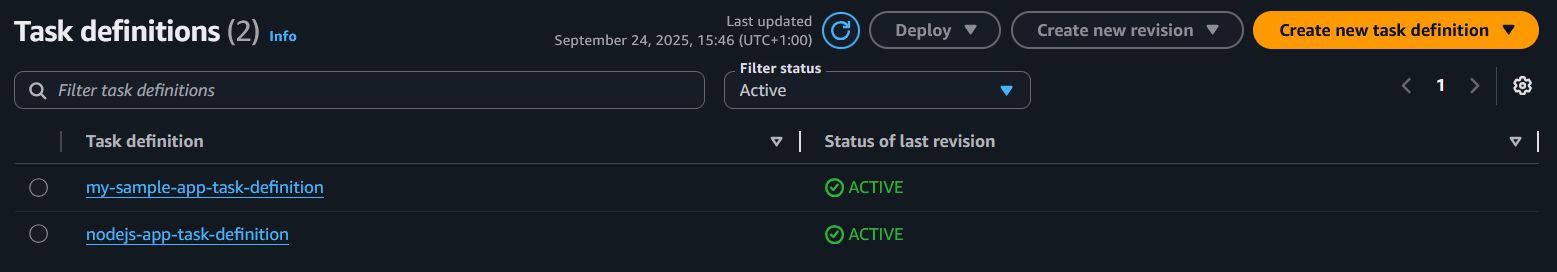 Task definitions (2) Info
Last updated
September 24, 2025, 15:46 (UTC+1:00)
Deploy
Create new revision
Create new task definition
Filter task definitions
Filter status
Active
1
Task definition
Status of last revision
my-sample-app-task-definition
ACTIVE
nodejs-app-task-definition
ACTIVE